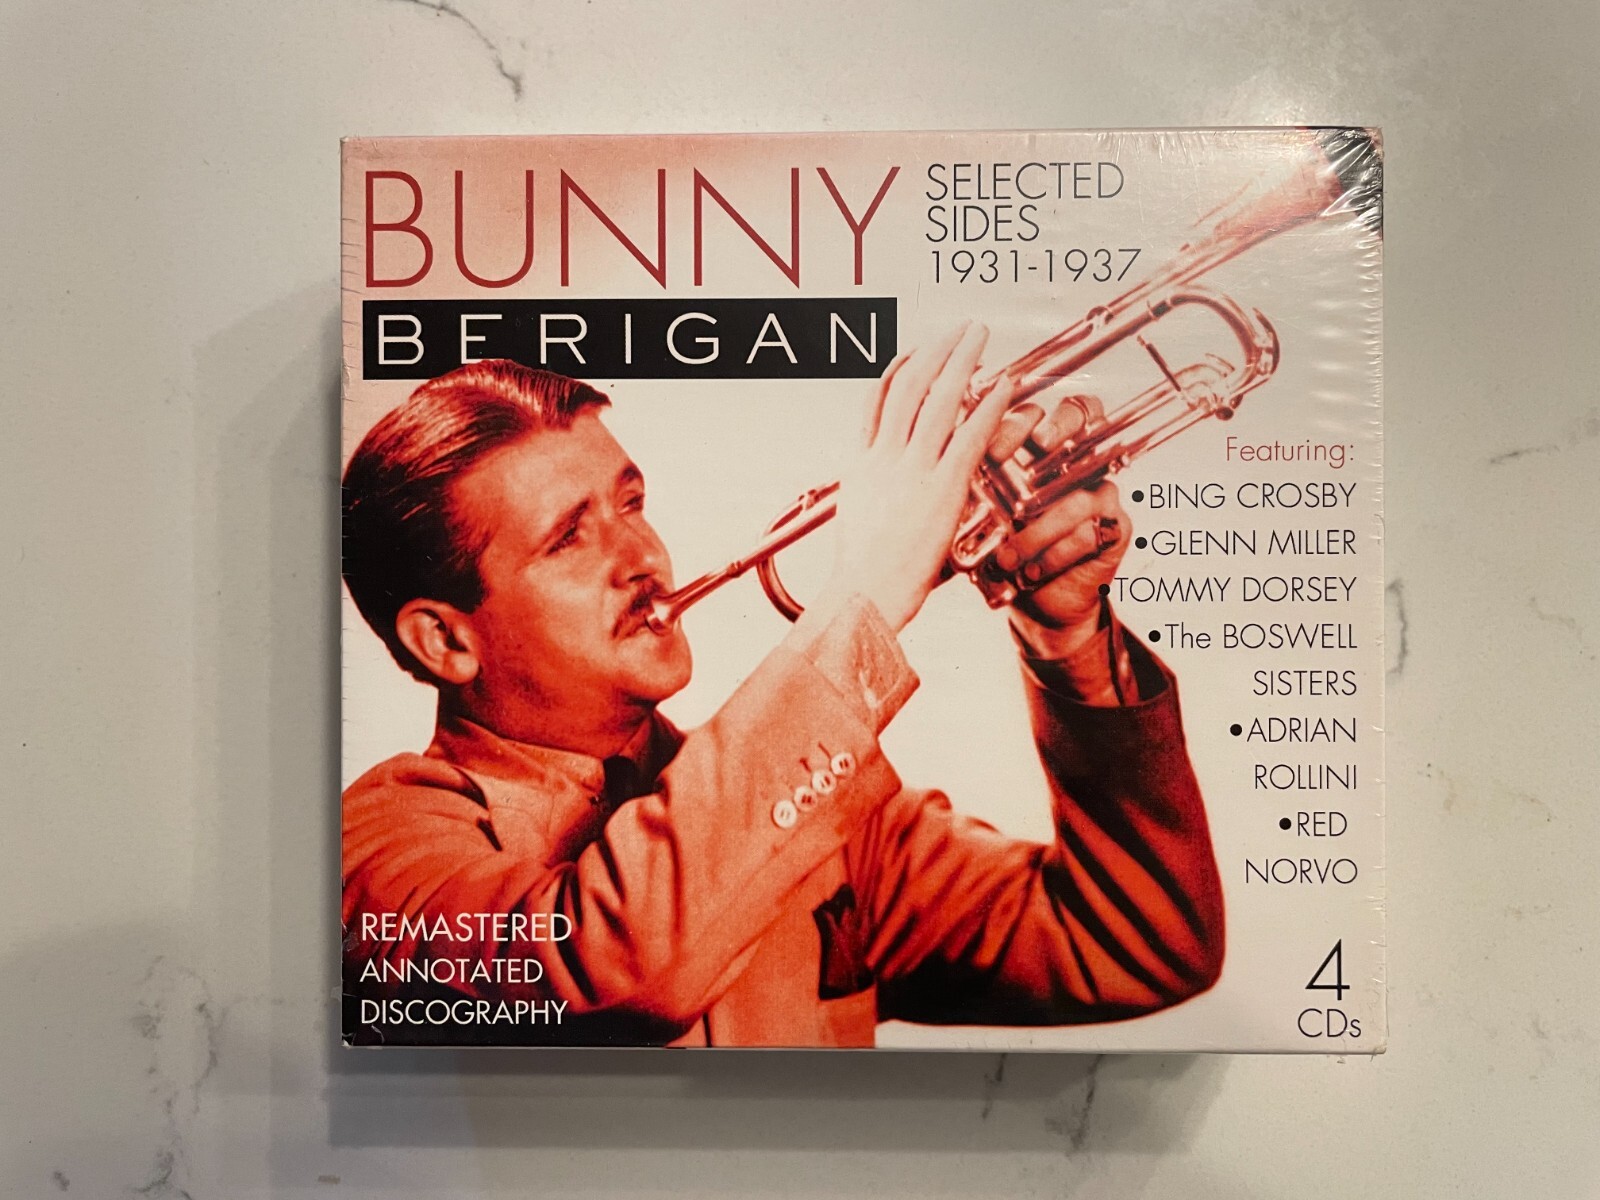 BUNNY
BERIGAN
SELECTED
SIDES
1931-1937
Featuring:
•BING CROSBY
•GLENN MILLER
•TOMMY DORSEY
•The BOSWELL
SISTERS
•ADRIAN
ROLLINI
•RED
NORVO
REMASTERED
ANNOTATED
DISCOGRAPHY
4
CDs